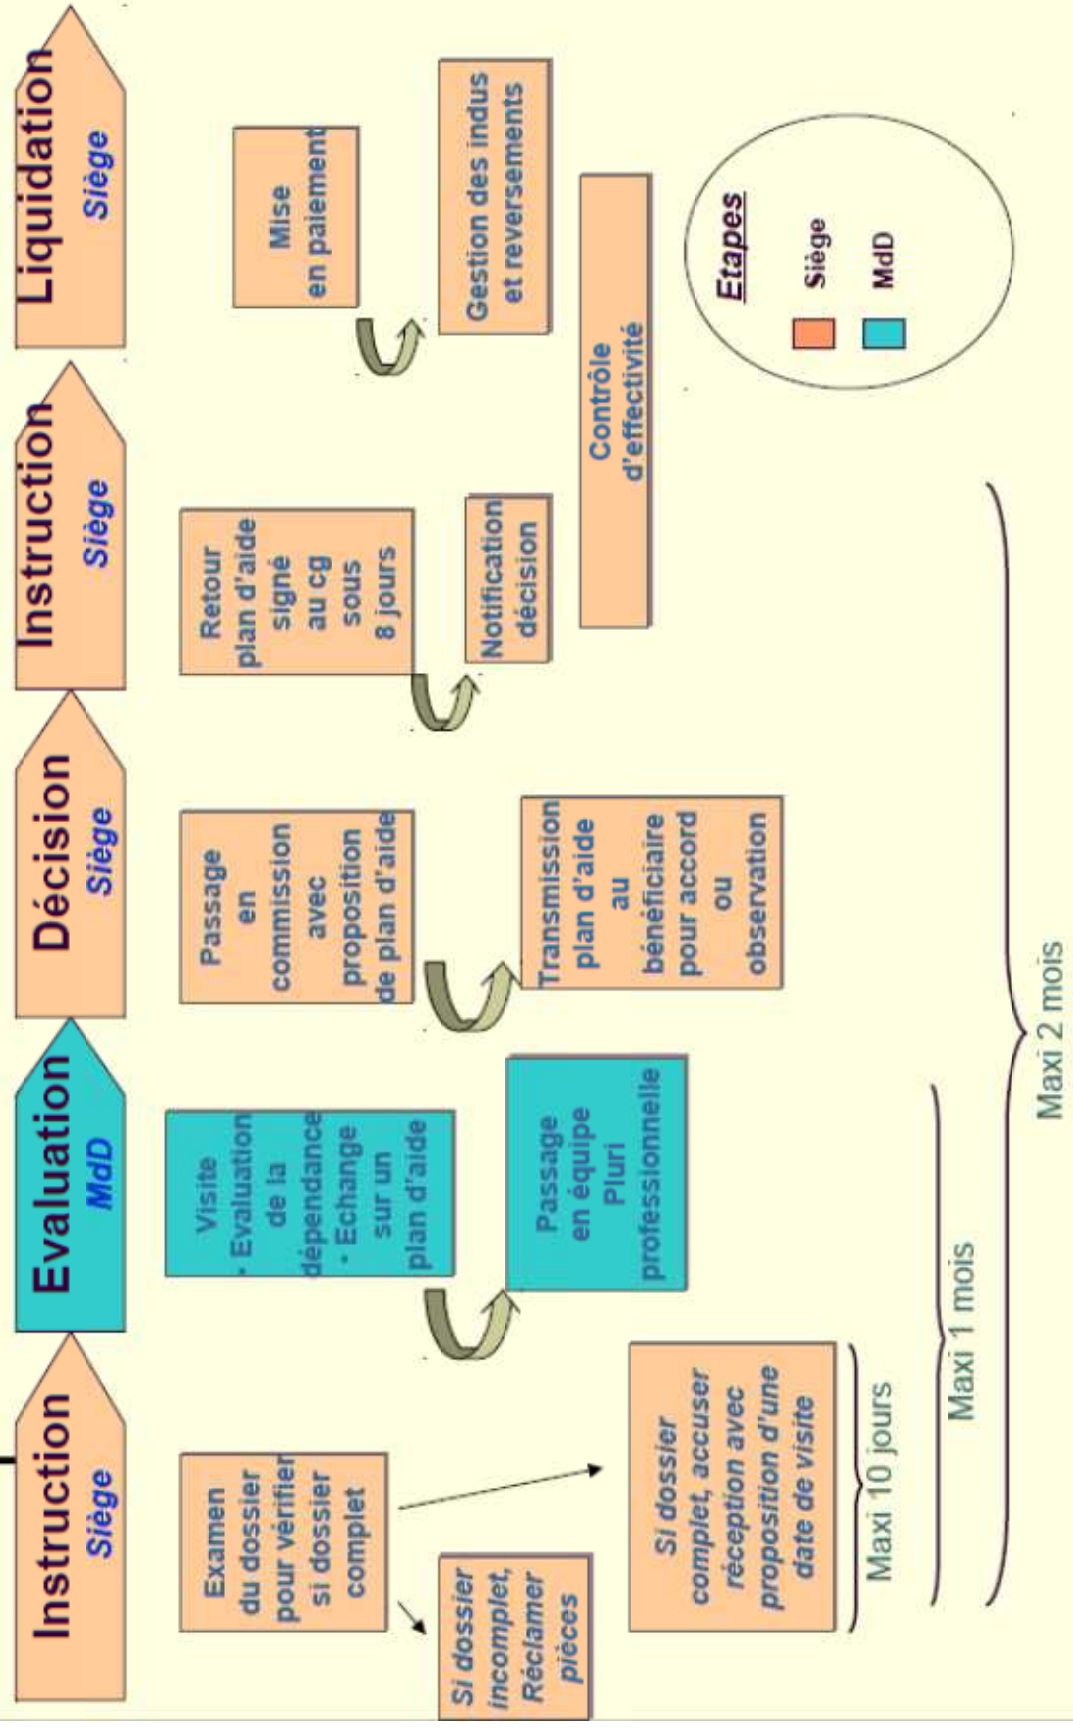 Instruction
Siège
Evaluation
MdD
Décision
Siège
Instruction
Siège
Liquidation
Siège
Examen
du dossier
pour vérifier
si dossier
complet
Si dossier
incomplet,
Réclamer
pièces
Si dossier
complet, accuser
réception avec
proposition d'une
date de visite
Visite
· Evaluation
de la
dépendance
· Echange
sur un
plan d'aide
Passage
en équipe
Pluri
professionnelle
Passage
en
commission
avec
proposition
de plan d'aide
Transmission
plan d'aide
au
bénéficiaire
pour accord
ou
observation
Retour
plan d'aide
signé
au cg
sous
8 jours
Notification
décision
Mise
en paiement
Gestion des indus
et reversements
Contrôle
d'effectivité
Etapes
Siège
MdD
Maxi 10 jours
Maxi 1 mois
Maxi 2 mois